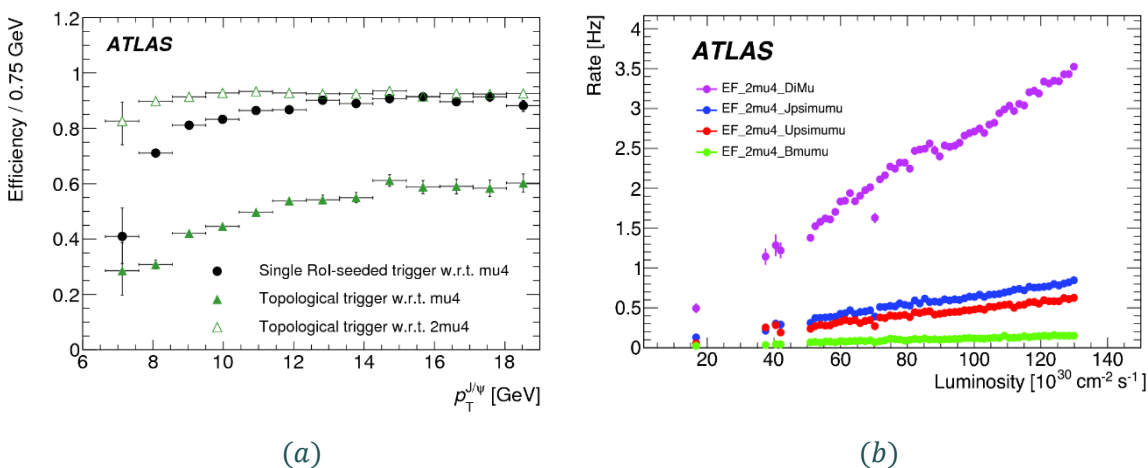 ATLAS
Efficiency / 0.75 GeV
1.2
1
0.8
0.6
0.4
0.2
0
Single RoI-seeded trigger w.r.t. mu4
Topological trigger w.r.t. mu4
Topological trigger w.r.t. 2mu4
6 8 10 12 14 16 18
p_T^{J/ψ} [GeV]
(a)
ATLAS
Rate [Hz]
4
3.5
3
2.5
2
1.5
1
0.5
0
EF_2mu4_DiMu
EF_2mu4_Jpsimumu
EF_2mu4_Upsimumu
EF_2mu4_Bmumu
20 40 60 80 100 120 140
Luminosity [10³⁰ cm⁻² s⁻¹]
(b)